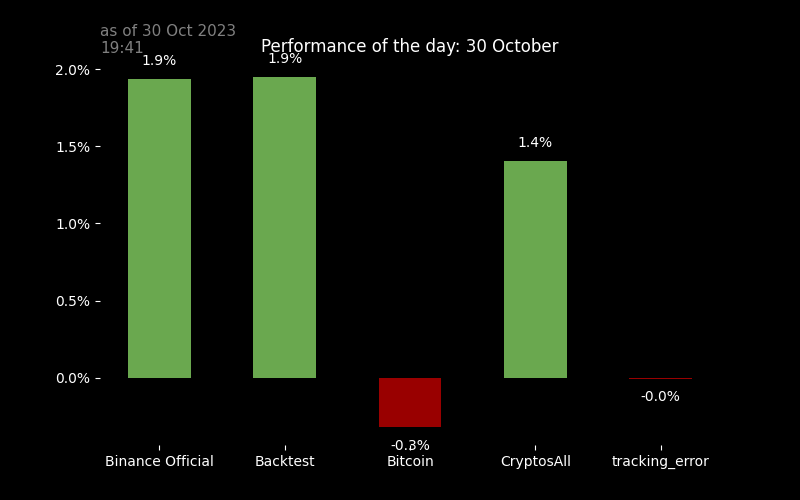 as of 30 Oct 2023
19:41
Performance of the day: 30 October
2.0%
1.5%
1.0%
0.5%
0.0%
1.9%
1.9%
-0.3%
1.4%
-0.0%
Binance Official
Backtest
Bitcoin
CryptosAll
tracking_error